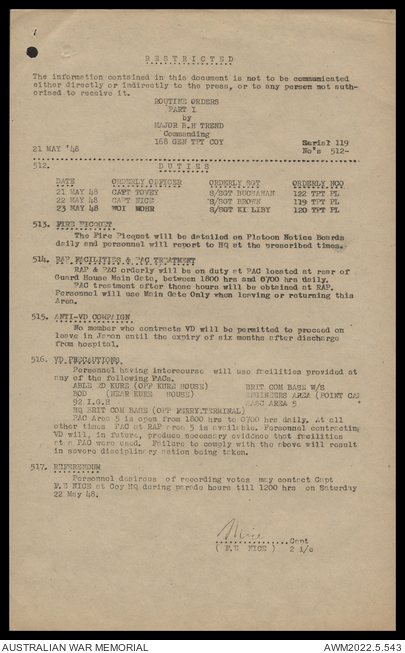 RESTRICTED
The information contained in this document is not to be communicated
either directly or indirectly to the press, or to any person not auth-
orised to receive it.
ROUTINE ORDERS
PART 1
by
MAJOR B.H TREND
Commanding
168 GEN TPT COY
Serial 119
21 MAY '48 No's 512-
512. DUTIES
DATE ORDERLY OFFICER ORDERLY SGT ORDERLY NCO
21 MAY 48 CAPT TOVEY S/SGT BUCHANAN 122 TPT PL
22 MAY 48 CAPT NICE S/SGT BROWN 119 TPT PL
23 MAY 48 WOI MOHN S/SGT KELIBY 120 TPT PL
513. FIRE PICQUET
The Fire Picquet will be detailed on Platoon Notice Boards
daily and personnel will report to HQ at the prescribed times.
514. RAP FACILITIES & PAC TREATMENT
RAP & PAC orderly will be on duty at PAC located at rear of
Guard House Main Gate, between 1800 hrs and 0700 hrs daily.
PAC treatment after these hours will be obtained at RAP.
Personnel will use Main Gate Only when leaving or returning this
Area.
515. ANTI-VD COMPAIGN
No member who contracts VD will be permitted to proceed on
leave in Japan until the expiry of six months after discharge
from hospital.
516. VD PRECAUTIONS
Personnel having intercourse will use facilities provided at
any of the following PACs.
ABLE ED KURE (OFF KURE HOUSE) BRIT COM BASE W/S
BOD (NEAR KURE HOUSE) ENGINEERS AREA (POINT CAM
92 I.G.H AASC AREA 5
HQ BRIT COM BASE (OFF FERRY.TERMINAL)
PAC Area 5 is open from 1800 hrs to 0700 hrs daily. At all
other times PAC at RAP area 5 is available. Personnel contracting
VD will, in future, produce necessary evidence that facilities
at a PAC were used. Failure to comply with the above will result
in severe disciplinary action being taken.
517. REFERENDUM
Personnel desirous of recording votes may contact Capt
F.E NICE at Coy HQ during parade hours till 1200 hrs on Saturday
22 May 48.
Nice
Capt
( F.E NICE ) 2 i/c
AUSTRALIAN WAR MEMORIAL AWM2022.5.543